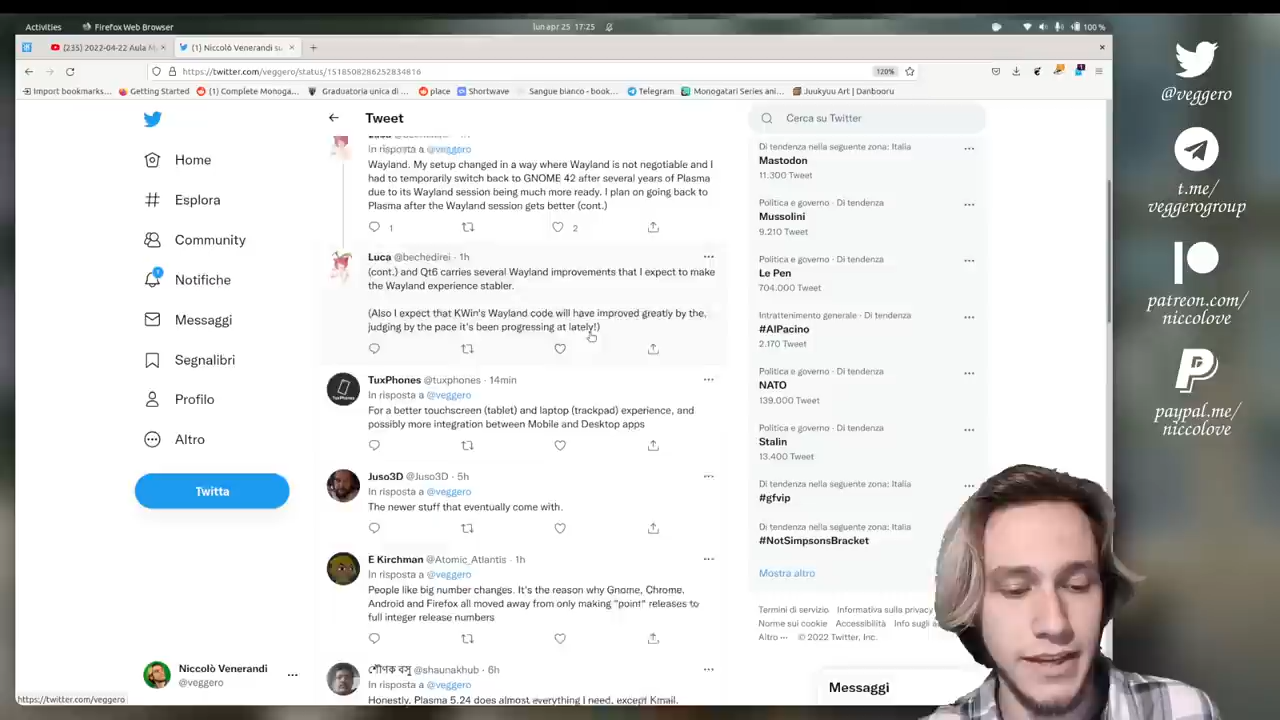 Activities
Firefox Web Browser
lun apr 25 17:25
100 %
(235) 2022-04-22 Aula M
(1) Niccolò Venerandi su
https://twitter.com/veggero/status/1518508286252834816
120%
Import bookmarks...
Getting Started
(1) Complete Monoga...
Graduatoria unica di ...
place
Shortwave
Sangue bianco - book...
Telegram
Monogatari Series ani...
Juukyuu Art | Danbooru
Home
Esplora
Community
Notifiche
Messaggi
Segnalibri
Profilo
Altro
Twitta
Niccolò Venerandi
@veggero
https://twitter.com/veggero
Tweet
In risposta a @veggero
Wayland. My setup changed in a way where Wayland is not negotiable and I
had to temporarily switch back to GNOME 42 after several years of Plasma
due to its Wayland session being much more ready. I plan on going back to
Plasma after the Wayland session gets better (cont.)
1
2
Luca @bechedirei · 1h
(cont.) and Qt6 carries several Wayland improvements that I expect to make
the Wayland experience stabler.
(Also I expect that KWin's Wayland code will have improved greatly by the,
judging by the pace it's been progressing at lately!)
TuxPhones @tuxphones · 14min
In risposta a @veggero
For a better touchscreen (tablet) and laptop (trackpad) experience, and
possibly more integration between Mobile and Desktop apps
Juso3D @Juso3D · 5h
In risposta a @veggero
The newer stuff that eventually come with.
E Kirchman @Atomic_Atlantis · 1h
In risposta a @veggero
People like big number changes. It's the reason why Gnome, Chrome.
Android and Firefox all moved away from only making "point" releases to
full integer release numbers
শৌণক বসু @shaunakhub · 6h
In risposta a @veggero
Honestly, Plasma 5.24 does almost everything I need, except Kmail.
Cerca su Twitter
Di tendenza nella seguente zona: Italia
Mastodon
11.300 Tweet
Politica e governo · Di tendenza
Mussolini
9.210 Tweet
Politica e governo · Di tendenza
Le Pen
704.000 Tweet
Intrattenimento generale · Di tendenza
#AlPacino
2.170 Tweet
Politica e governo · Di tendenza
NATO
139.000 Tweet
Politica e governo · Di tendenza
Stalin
13.400 Tweet
Di tendenza nella seguente zona: Italia
#gfvip
Di tendenza nella seguente zona: Italia
#NotSimpsonsBracket
Mostra altro
Termini di servizio Informativa sulla privacy
Norme sui cookie Accessibilità Info sugli
Altro ··· © 2022 Twitter, Inc.
Messaggi
@veggero
t.me/
veggerogroup
patreon.com/
niccolove
paypal.me/
niccolove